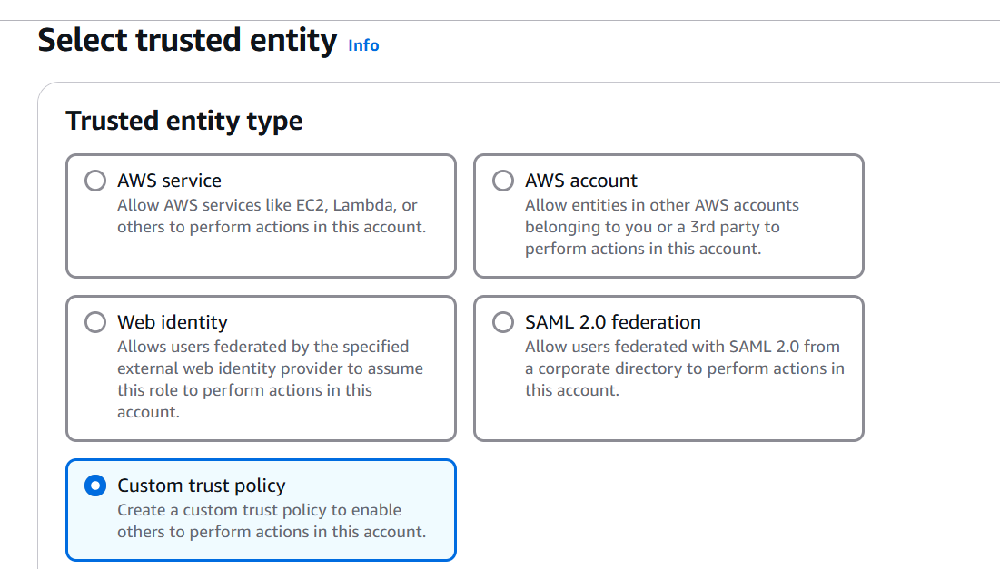 Select trusted entity Info
Trusted entity type
AWS service
Allow AWS services like EC2, Lambda, or
others to perform actions in this account.
AWS account
Allow entities in other AWS accounts
belonging to you or a 3rd party to
perform actions in this account.
Web identity
Allows users federated by the specified
external web identity provider to assume
this role to perform actions in this
account.
SAML 2.0 federation
Allow users federated with SAML 2.0 from
a corporate directory to perform actions in
this account.
Custom trust policy
Create a custom trust policy to enable
others to perform actions in this account.